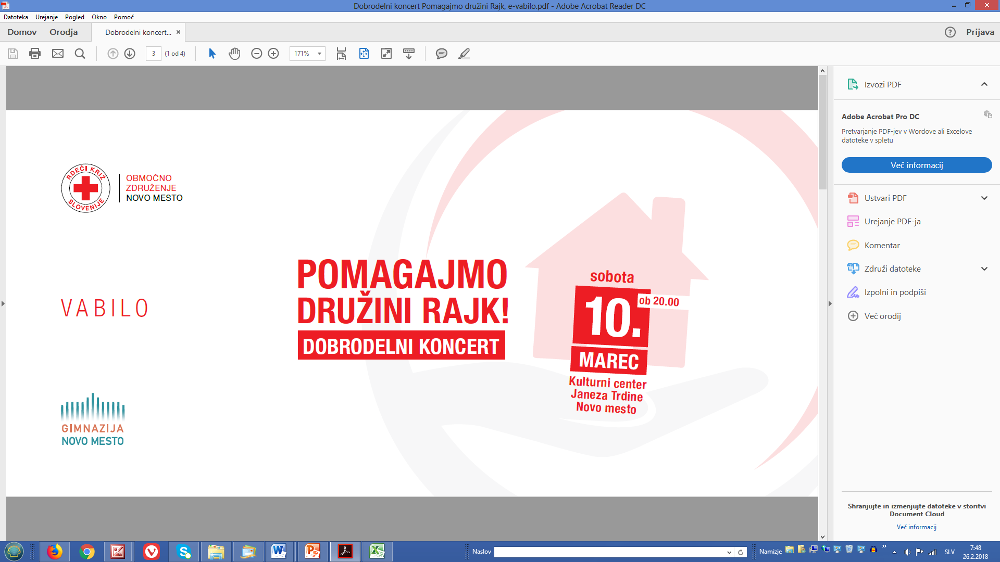 Dobrodelni koncert Pomagajmo družini Rajk, e-vabilo.pdf - Adobe Acrobat Reader DC
Datoteka Urejanje Pogled Okno Pomoč
Domov Orodja Dobrodelni koncert... Prijava
3 (1 od 4) 171%
RDEČI KRIŽ
SLOVENIJE
OBMOČNO
ZDRUŽENJE
NOVO MESTO
VABILO
GIMNAZIJA
NOVO MESTO
POMAGAJMO
DRUŽINI RAJK!
DOBRODELNI KONCERT
sobota
10.
ob 20.00
MAREC
Kulturni center
Janeza Trdine
Novo mesto
Izvozi PDF
Adobe Acrobat Pro DC
Pretvarjanje PDF-jev v Wordove ali Excelove
datoteke v spletu
Več informacij
Ustvari PDF
Urejanje PDF-ja
Komentar
Združi datoteke
Izpolni in podpiši
Več orodij
Shranjujte in izmenjujte datoteke v storitvi
Document Cloud
Več informacij
Naslov
Namizje
SLV
7:48
26.2.2018